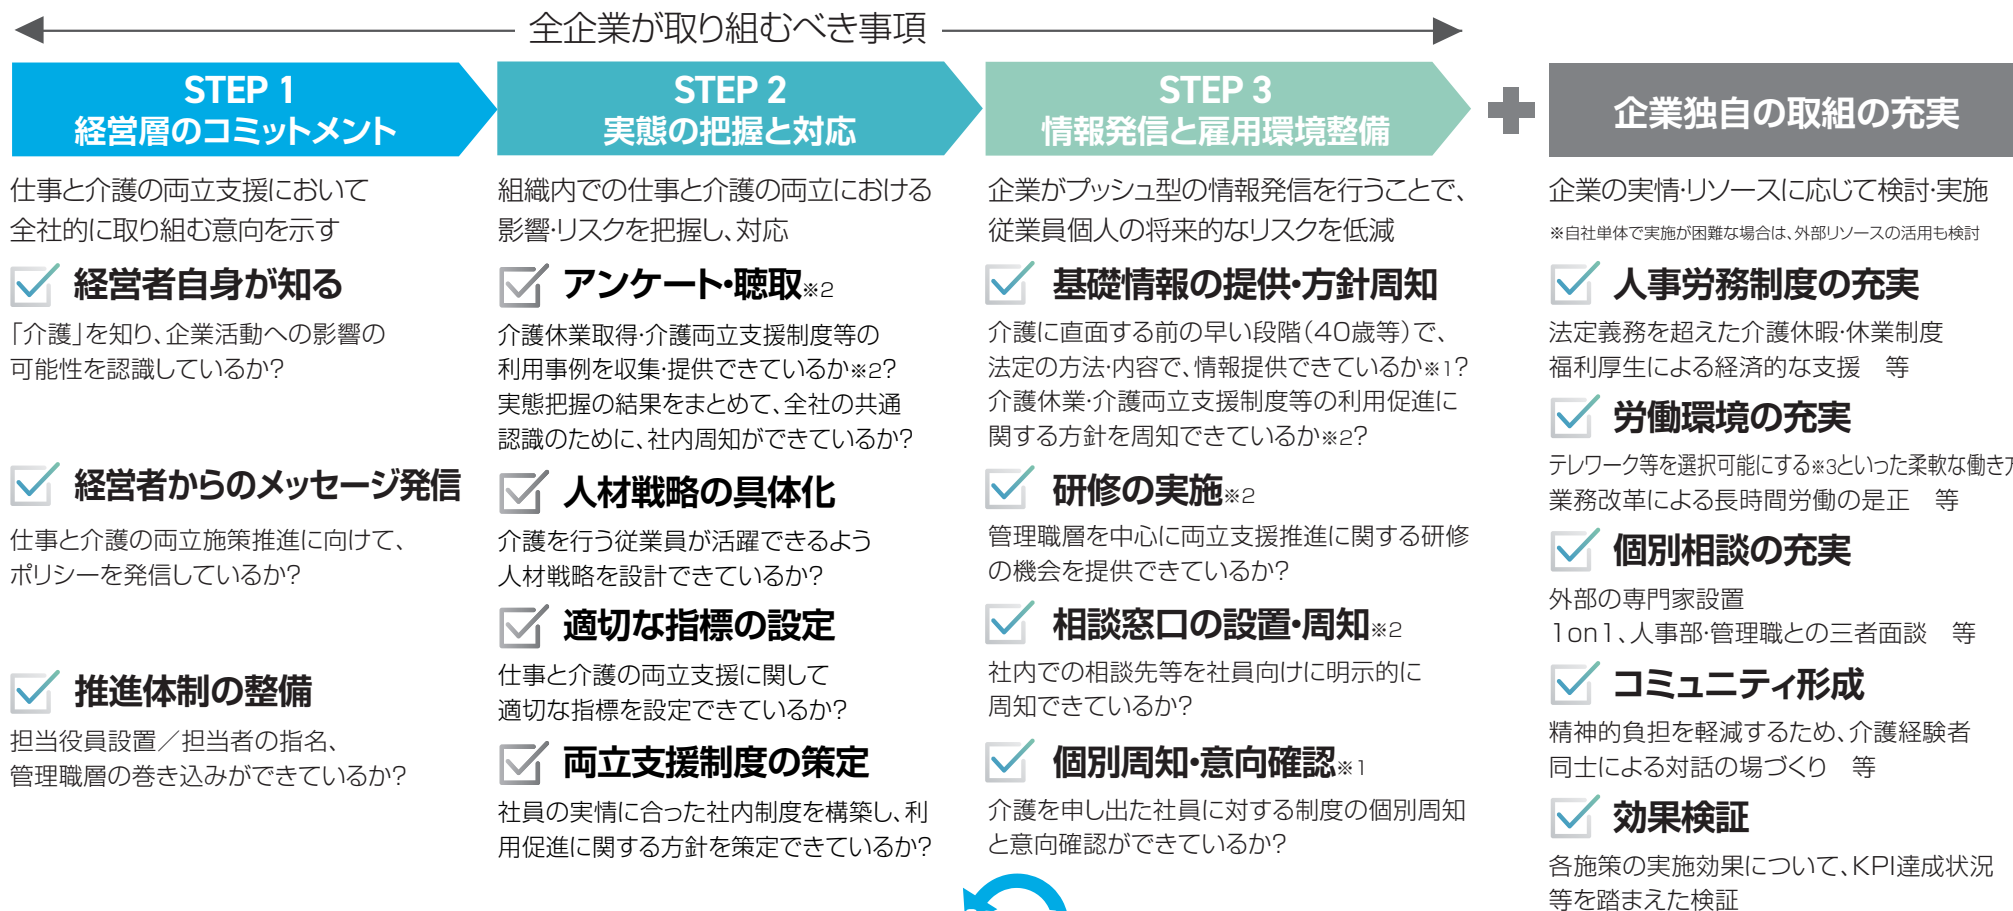 全企業が取り組むべき事項
STEP 1
経営層のコミットメント
仕事と介護の両立支援において
全社的に取り組む意向を示す
経営者自身が知る
「介護」を知り、企業活動への影響の
可能性を認識しているか?
経営者からのメッセージ発信
仕事と介護の両立施策推進に向けて、
ポリシーを発信しているか?
推進体制の整備
担当役員設置／担当者の指名、
管理職層の巻き込みができているか?
STEP 2
実態の把握と対応
組織内での仕事と介護の両立における
影響・リスクを把握し、対応
アンケート・聴取※2
介護休業取得・介護両立支援制度等の
利用事例を収集・提供できているか※2?
実態把握の結果をまとめて、全社の共通
認識のために、社内周知ができているか?
人材戦略の具体化
介護を行う従業員が活躍できるよう
人材戦略を設計できているか?
適切な指標の設定
仕事と介護の両立支援に関して
適切な指標を設定できているか?
両立支援制度の策定
社員の実情に合った社内制度を構築し、利
用促進に関する方針を策定できているか?
STEP 3
情報発信と雇用環境整備
企業がプッシュ型の情報発信を行うことで、
従業員個人の将来的なリスクを低減
基礎情報の提供・方針周知
介護に直面する前の早い段階（40歳等）で、
法定の方法・内容で、情報提供できているか※1?
介護休業・介護両立支援制度等の利用促進に
関する方針を周知できているか※2?
研修の実施※2
管理職層を中心に両立支援推進に関する研修
の機会を提供できているか?
相談窓口の設置・周知※2
社内での相談先等を社員向けに明示的に
周知できているか?
個別周知・意向確認※1
介護を申し出た社員に対する制度の個別周知
と意向確認ができているか?
企業独自の取組の充実
企業の実情・リソースに応じて検討・実施
※自社単体で実施が困難な場合は、外部リソースの活用も検討
人事労務制度の充実
法定義務を超えた介護休暇・休業制度
福利厚生による経済的な支援　等
労働環境の充実
テレワーク等を選択可能にする※3といった柔軟な働き方
業務改革による長時間労働の是正　等
個別相談の充実
外部の専門家設置
1on1、人事部・管理職との三者面談　等
コミュニティ形成
精神的負担を軽減するため、介護経験者
同士による対話の場づくり　等
効果検証
各施策の実施効果について、KPI達成状況
等を踏まえた検証